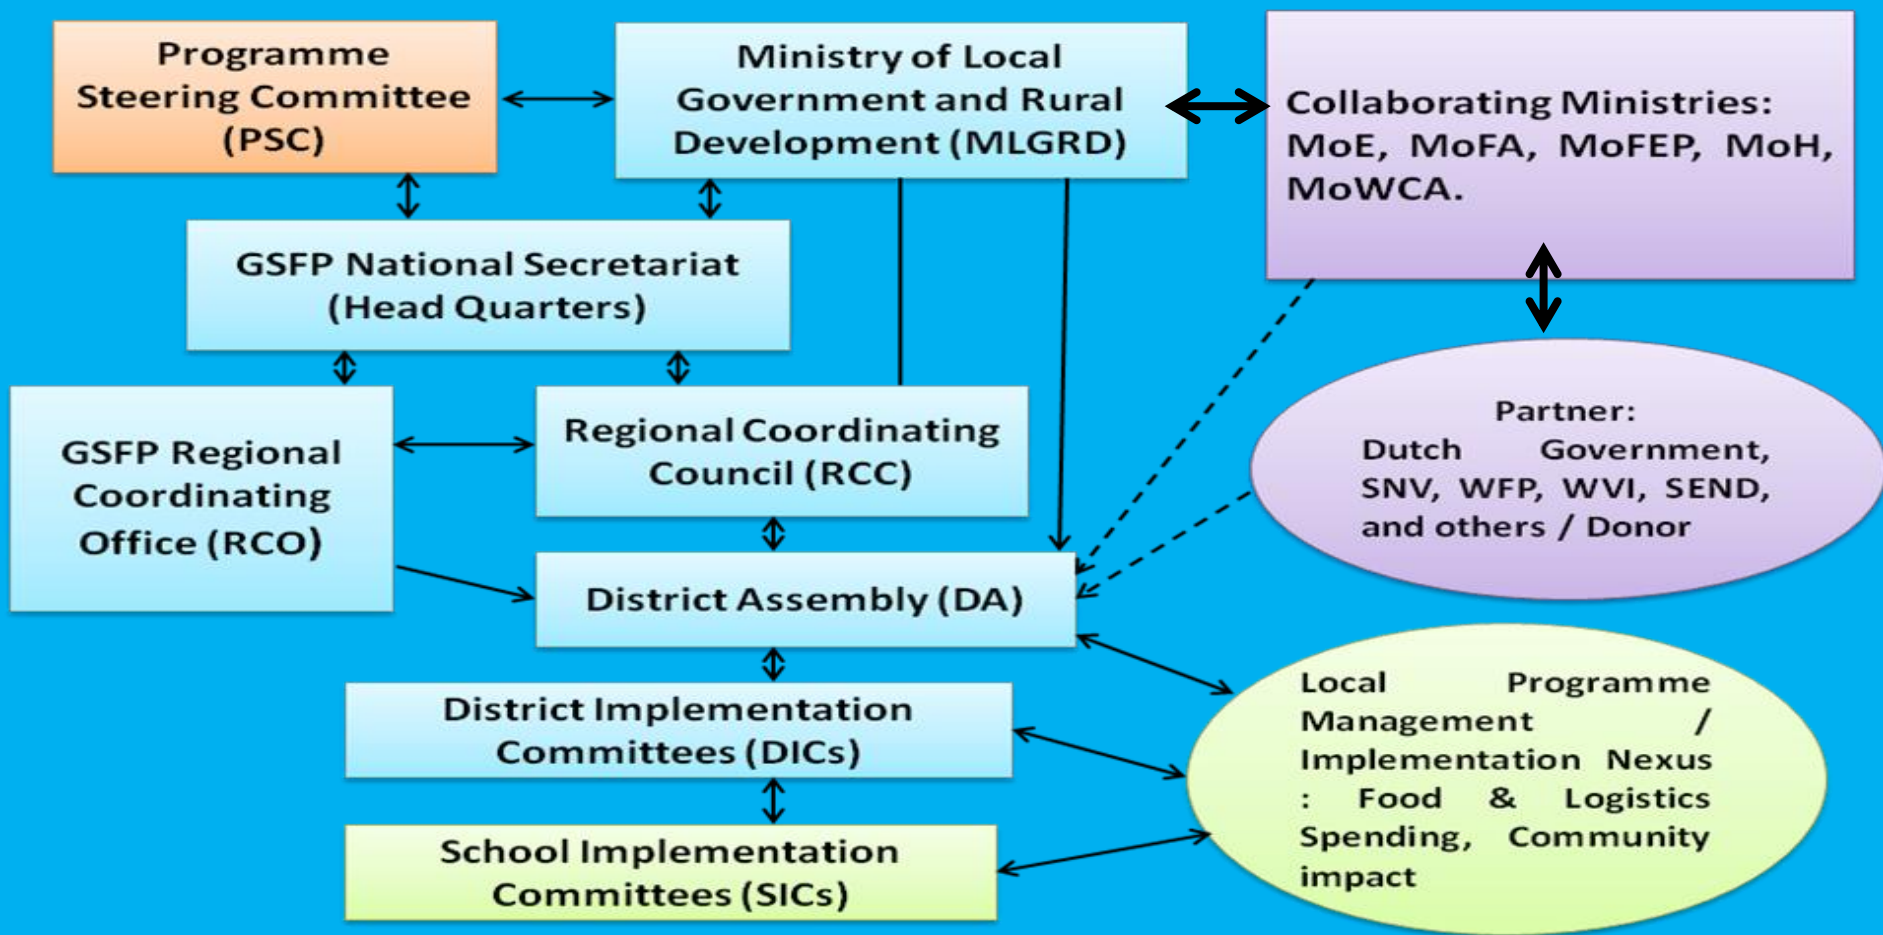 Programme
Steering Committee
(PSC)
Ministry of Local
Government and Rural
Development (MLGRD)
Collaborating Ministries:
MoE, MoFA, MoFEP, MoH,
MoWCA.
GSFP National Secretariat
(Head Quarters)
GSFP Regional
Coordinating
Office (RCO)
Regional Coordinating
Council (RCC)
Partner:
Dutch Government,
SNV, WFP, WVI, SEND,
and others / Donor
District Assembly (DA)
District Implementation
Committees (DICs)
Local Programme
Management /
Implementation Nexus
: Food & Logistics
Spending, Community
impact
School Implementation
Committees (SICs)